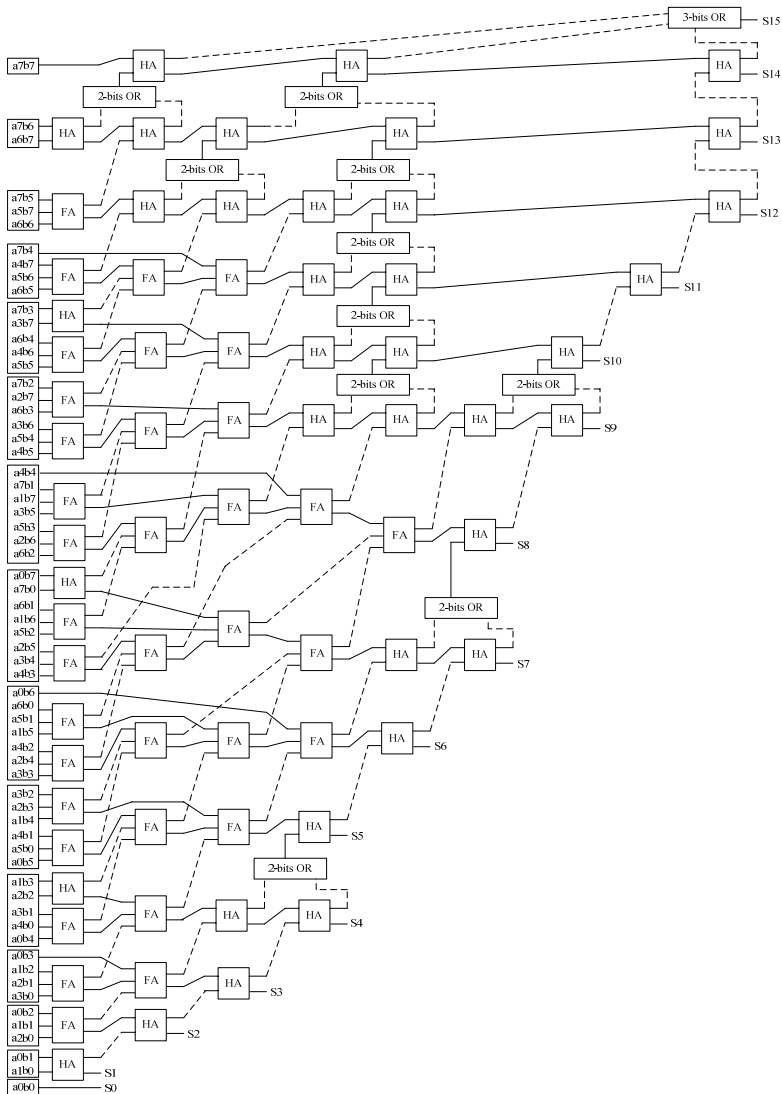 3-bits OR
S15
a7b7
HA
HA
HA
S14
2-bits OR
2-bits OR
a7b6
a6b7
HA
HA
HA
HA
HA
S13
2-bits OR
2-bits OR
a7b5
a5b7
a6b6
FA
HA
HA
HA
HA
HA
S12
2-bits OR
a7b4
a4b7
a5b6
a6b5
FA
FA
FA
HA
HA
HA
S11
2-bits OR
a7b3
a3b7
HA
a6b4
a4b6
a5b5
FA
FA
FA
HA
HA
HA
S10
2-bits OR
2-bits OR
a7b2
a2b7
a6b3
FA
a3b6
a5b4
a4b5
FA
FA
FA
HA
HA
HA
HA
S9
a4b4
a7b1
a1b7
a3b5
FA
a5b3
a2b6
a6b2
FA
FA
FA
FA
FA
HA
S8
a0b7
a7b0
HA
2-bits OR
a6b1
a1b6
a5b2
FA
FA
a2b5
a3b4
a4b3
FA
FA
FA
HA
HA
S7
a0b6
a6b0
a5b1
a1b5
FA
a4b2
a2b4
a3b3
FA
FA
FA
FA
HA
S6
a3b2
a2b3
a1b4
FA
a4b1
a5b0
a0b5
FA
FA
FA
HA
S5
2-bits OR
a1b3
a2b2
HA
a3b1
a4b0
a0b4
FA
FA
HA
HA
S4
a0b3
a1b2
a2b1
a3b0
FA
FA
HA
S3
a0b2
a1b1
a2b0
FA
HA
S2
a0b1
a1b0
HA
S1
a0b0
S0